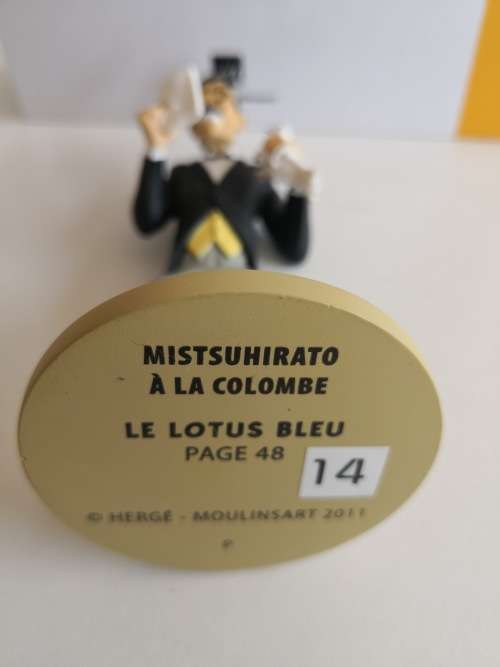 MISTSUHIRATO
À LA COLOMBE
LE LOTUS BLEU
PAGE 48
14
© HERGÉ - MOULINSART 2011
P